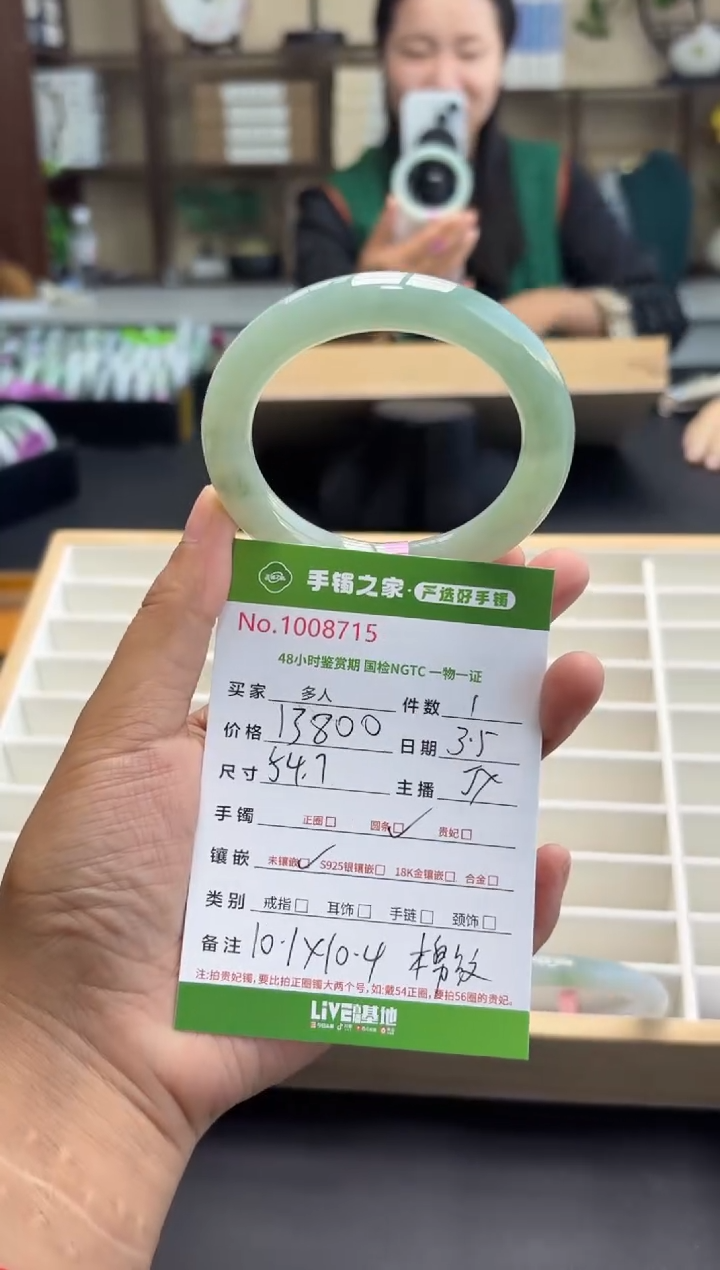 手镯之家·严选好手镯
No.1008715
48小时鉴赏期 国检NGTC 一物一证
买家 多人 件数 1
价格 13800 日期 3.5
尺寸 54.7 主播 JX
手镯 正圈□ 圆条☑ 贵妃□
镶嵌 未镶嵌☑ S925银镶嵌□ 18K金镶嵌□ 合金□
类别 戒指□ 耳饰□ 手链□ 颈饰□
备注 10.1X10.4 棉纹
注:拍贵妃镯,要比拍正圈镯大两个号,如:戴54正圈,要拍56圈的贵妃。
LiVE 基地